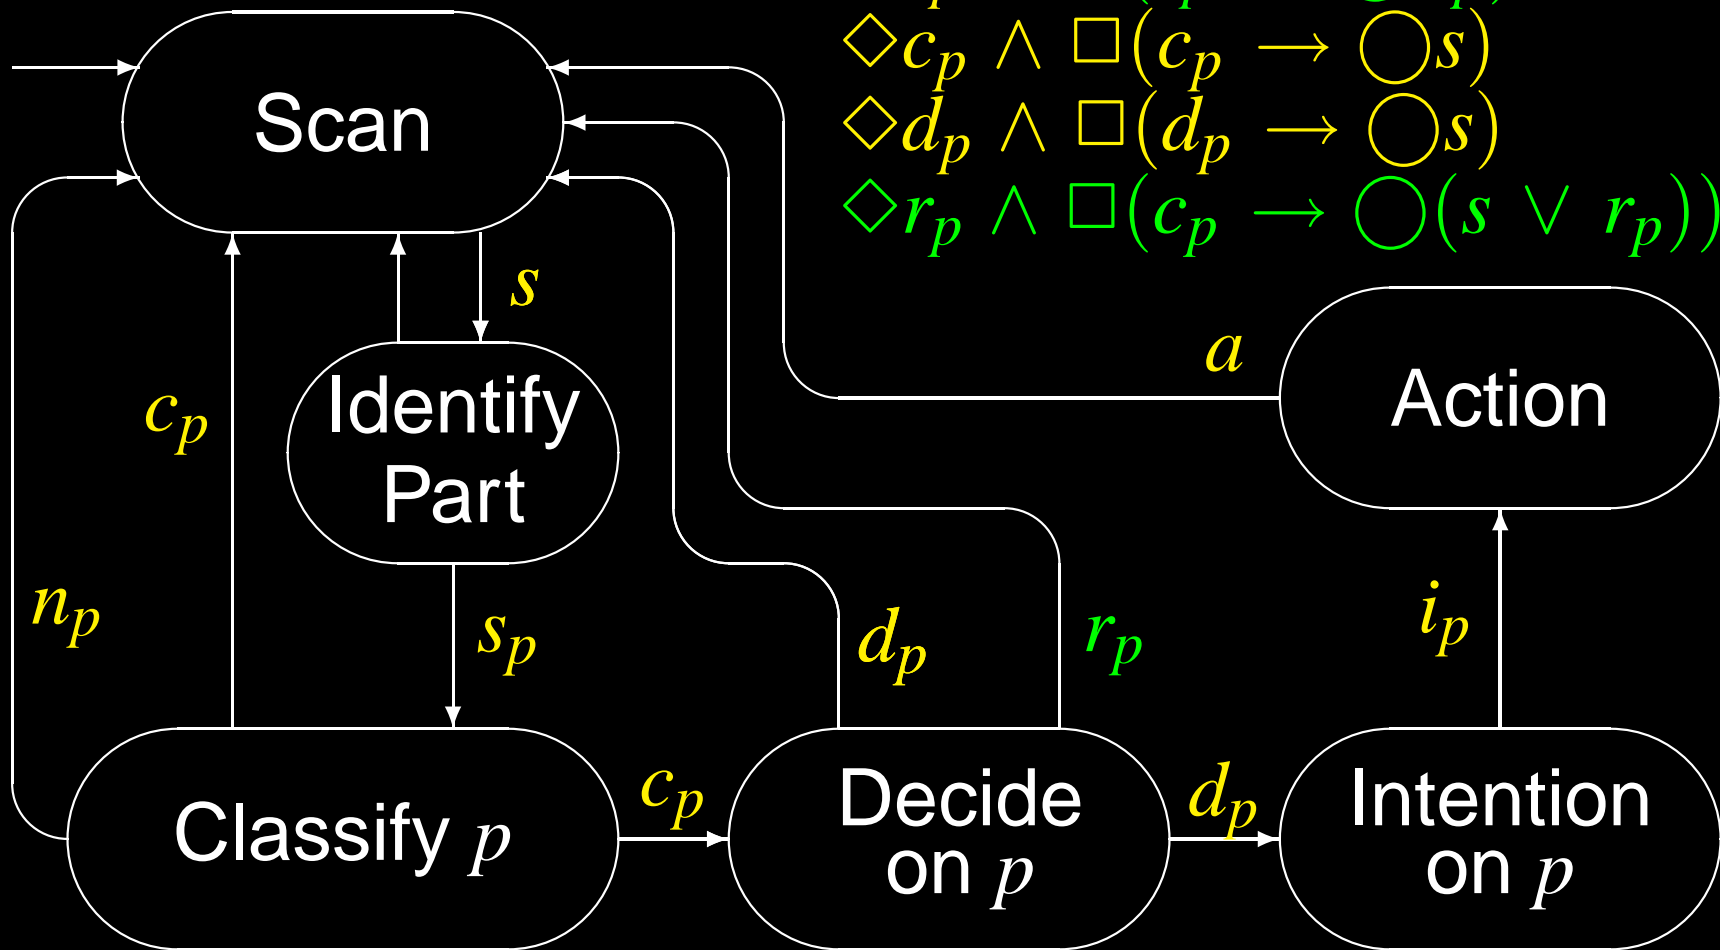 ◇c_p ∧ □(c_p → ◯s)
◇d_p ∧ □(d_p → ◯s)
◇r_p ∧ □(c_p → ◯(s ∨ r_p))
Scan
s
a
Action
c_p
Identify
Part
n_p
s_p
d_p
r_p
i_p
Classify p
c_p
Decide
on p
d_p
Intention
on p